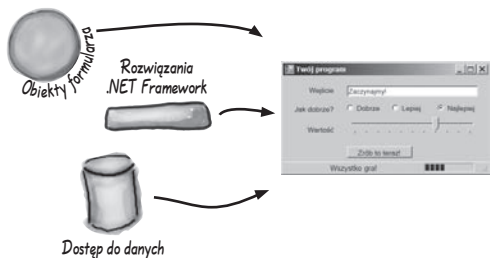 Obiekty formularza
Rozwiązania
.NET Framework
Dostęp do danych
Twój program
Wejście
Zaczynajmy!
Jak dobrze?
Dobrze
Lepiej
Najlepiej
Wartość
Zrób to teraz!
Wszystko gra!